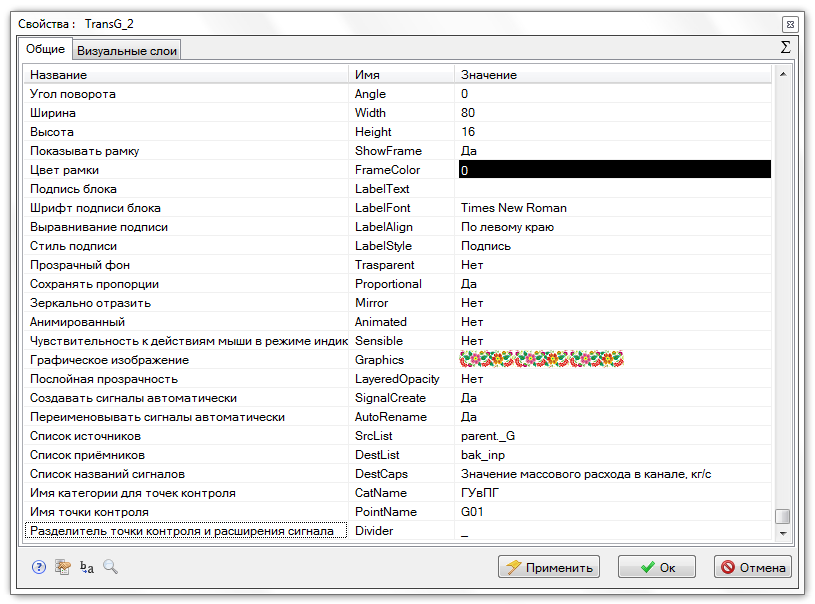 Свойства : TransG_2
Общие Визуальные слои Σ
Название Имя Значение
Угол поворота Angle 0
Ширина Width 80
Высота Height 16
Показывать рамку ShowFrame Да
Цвет рамки FrameColor 0
Подпись блока LabelText
Шрифт подписи блока LabelFont Times New Roman
Выравнивание подписи LabelAlign По левому краю
Стиль подписи LabelStyle Подпись
Прозрачный фон Trasparent Нет
Сохранять пропорции Proportional Да
Зеркально отразить Mirror Нет
Анимированный Animated Нет
Чувствительность к действиям мыши в режиме индик Sensible Нет
Графическое изображение Graphics
Послойная прозрачность LayeredOpacity Нет
Создавать сигналы автоматически SignalCreate Да
Переименовывать сигналы автоматически AutoRename Да
Список источников SrcList parent._G
Список приёмников DestList bak_inp
Список названий сигналов DestCaps Значение массового расхода в канале, кг/с
Имя категории для точек контроля CatName ГУвПГ
Имя точки контроля PointName G01
Разделитель точки контроля и расширения сигнала Divider _
? ba Применить Ок Отмена